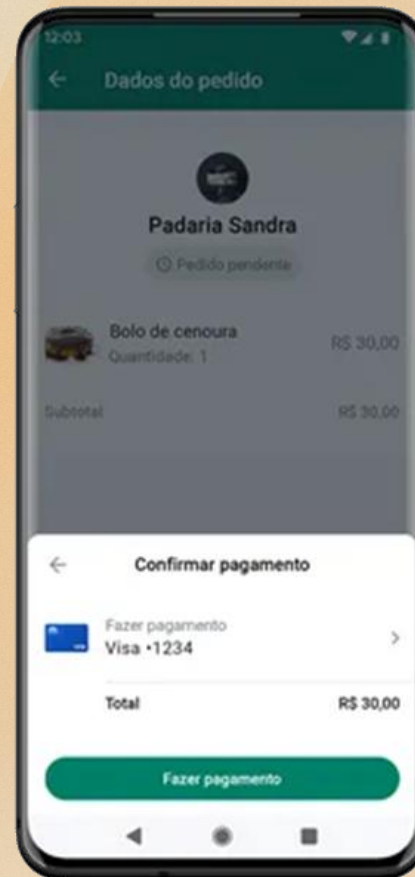 12:03
Dados do pedido
Padaria Sandra
Pedido pendente
Bolo de cenoura
R$ 30,00
Quantidade: 1
Subtotal
R$ 30,00
Confirmar pagamento
Fazer pagamento
Visa •1234
Total
R$ 30,00
Fazer pagamento